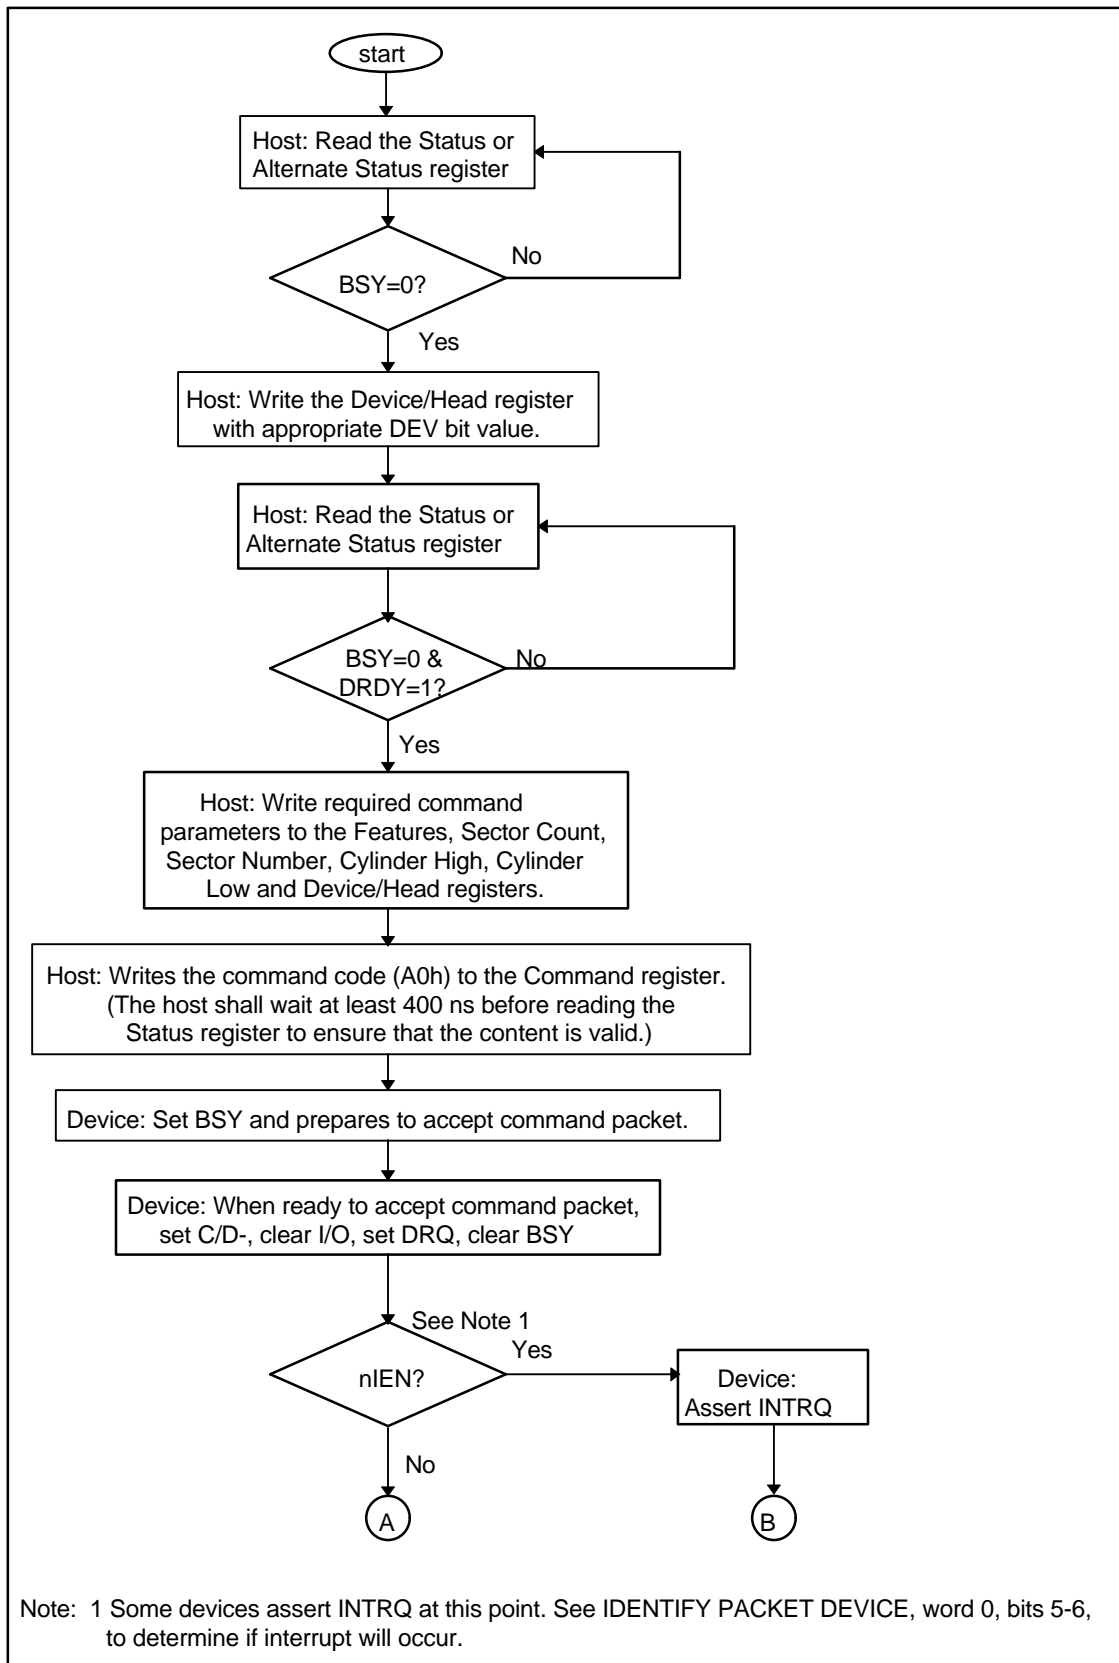 start
Host: Read the Status or
Alternate Status register
No
BSY=0?
Yes
Host: Write the Device/Head register
with appropriate DEV bit value.
Host: Read the Status or
Alternate Status register
BSY=0 &
DRDY=1?
No
Yes
Host: Write required command
parameters to the Features, Sector Count,
Sector Number, Cylinder High, Cylinder
Low and Device/Head registers.
Host: Writes the command code (A0h) to the Command register.
(The host shall wait at least 400 ns before reading the
Status register to ensure that the content is valid.)
Device: Set BSY and prepares to accept command packet.
Device: When ready to accept command packet,
set C/D-, clear I/O, set DRQ, clear BSY
See Note 1
Yes
nIEN?
Device:
Assert INTRQ
No
A
B
Note: 1 Some devices assert INTRQ at this point. See IDENTIFY PACKET DEVICE, word 0, bits 5-6,
to determine if interrupt will occur.